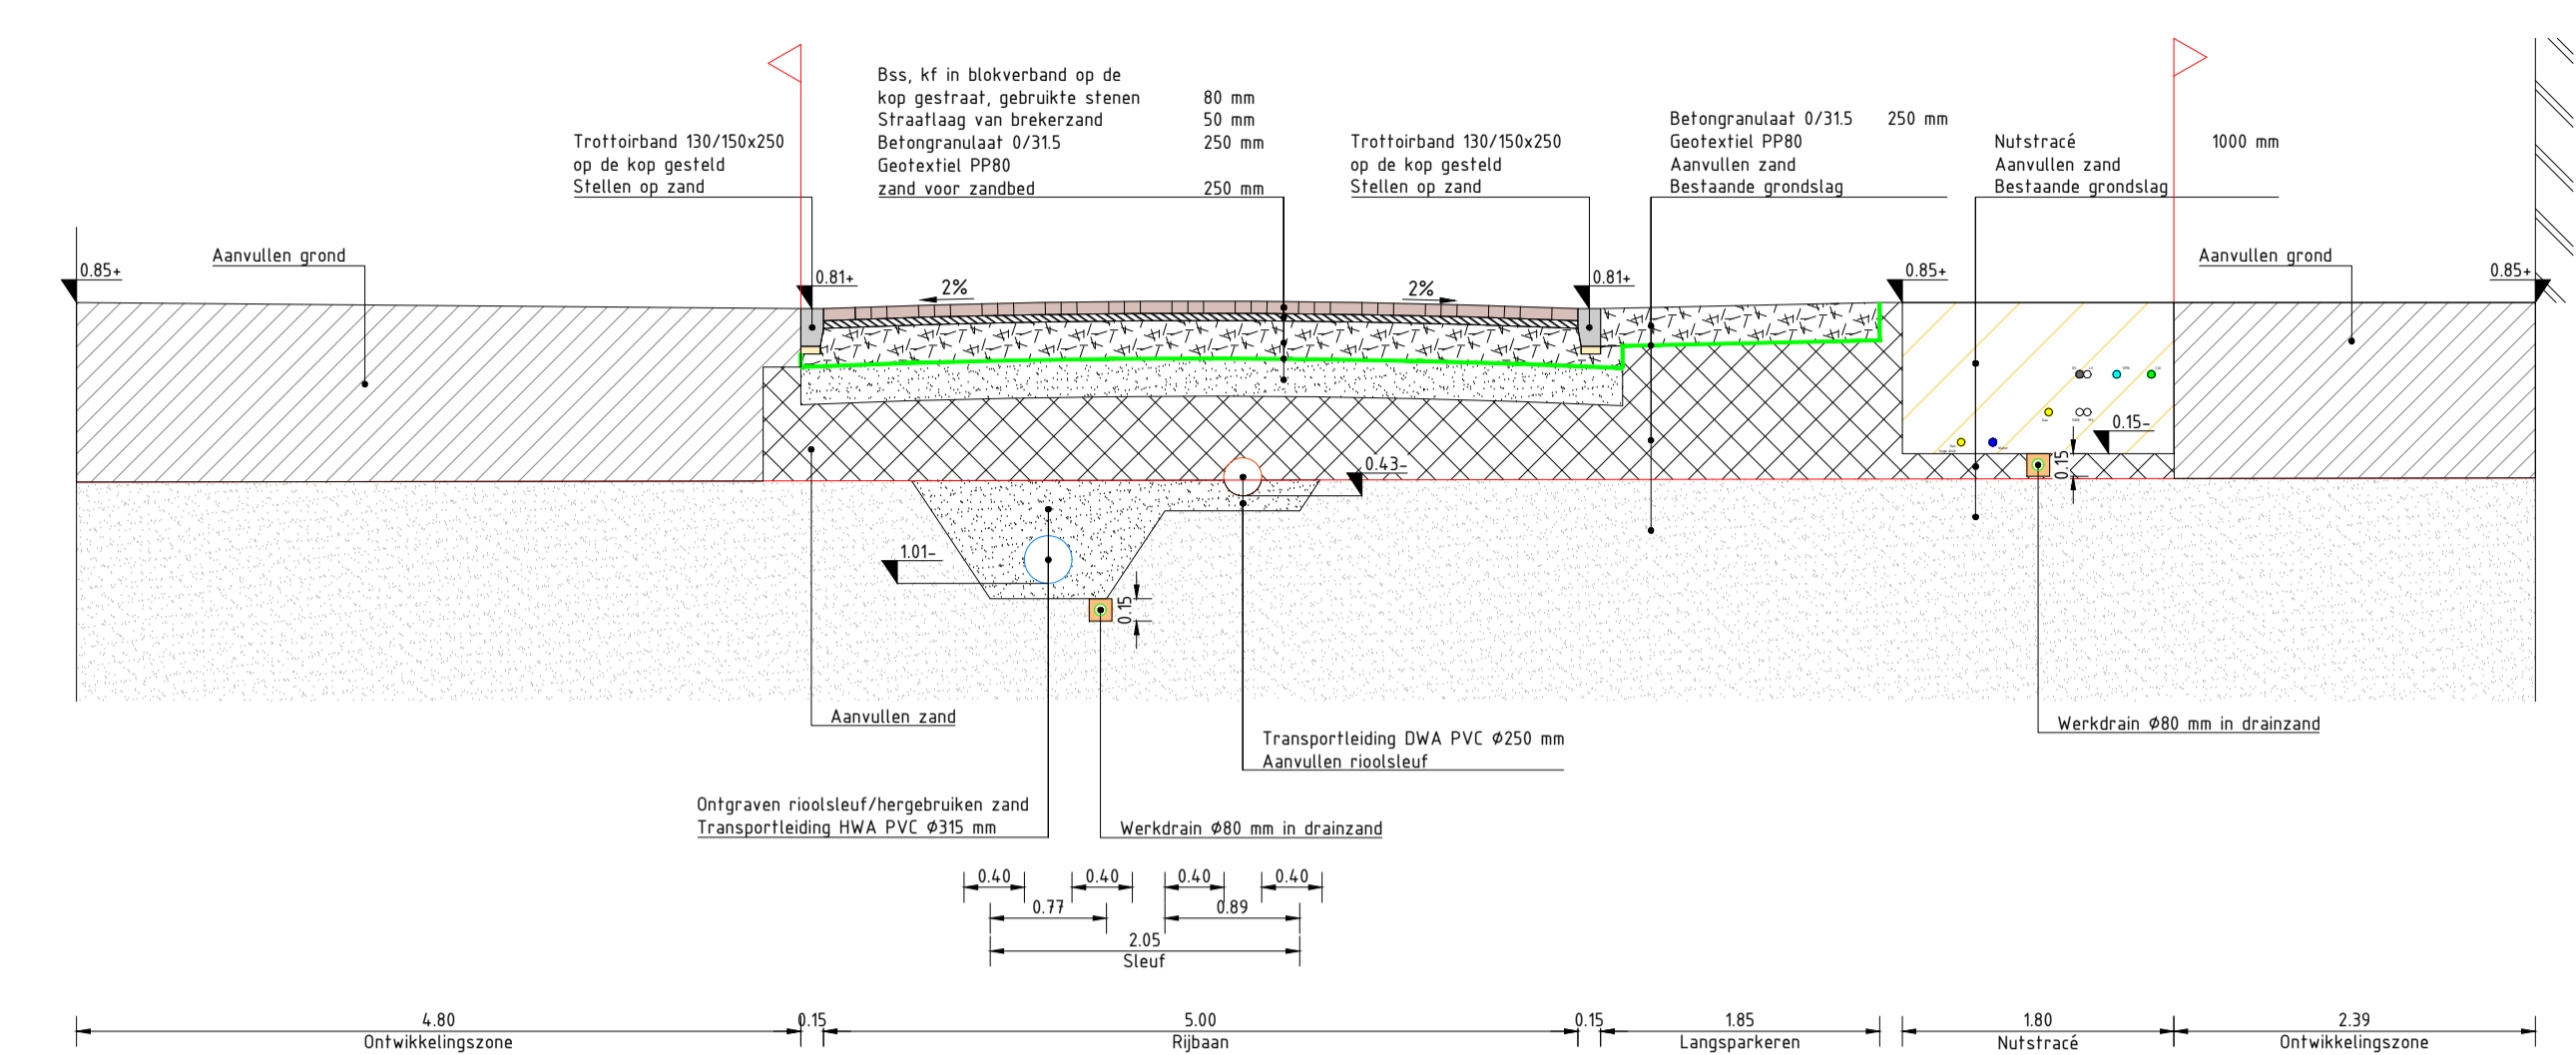 Bss, kf in blokverband op de
kop gestraat, gebruikte stenen 80 mm
Straatlaag van brekerzand 50 mm
Betongranulaat 0/31.5 250 mm
Geotextiel PP80
zand voor zandbed 250 mm
Trottoirband 130/150x250
op de kop gesteld
Stellen op zand
Trottoirband 130/150x250
op de kop gesteld
Stellen op zand
Betongranulaat 0/31.5 250 mm
Geotextiel PP80
Aanvullen zand
Bestaande grondslag
Nutstracé 1000 mm
Aanvullen zand
Bestaande grondslag
Aanvullen grond
Aanvullen grond
0.85+
0.81+
2%
2%
0.81+
0.85+
0.85+
0.15-
0.15
0.43-
1.01-
0.15
Aanvullen zand
Werkdrain Ø80 mm in drainzand
Transportleiding DWA PVC Ø250 mm
Aanvullen rioolsleuf
Ontgraven rioolsleuf/hergebruiken zand
Transportleiding HWA PVC Ø315 mm
Werkdrain Ø80 mm in drainzand
0.40 0.40 0.40 0.40
0.77 0.89
2.05
Sleuf
4.80 0.15 5.00 0.15 1.85 1.80 2.39
Ontwikkelingszone Rijbaan Langsparkeren Nutstracé Ontwikkelingszone